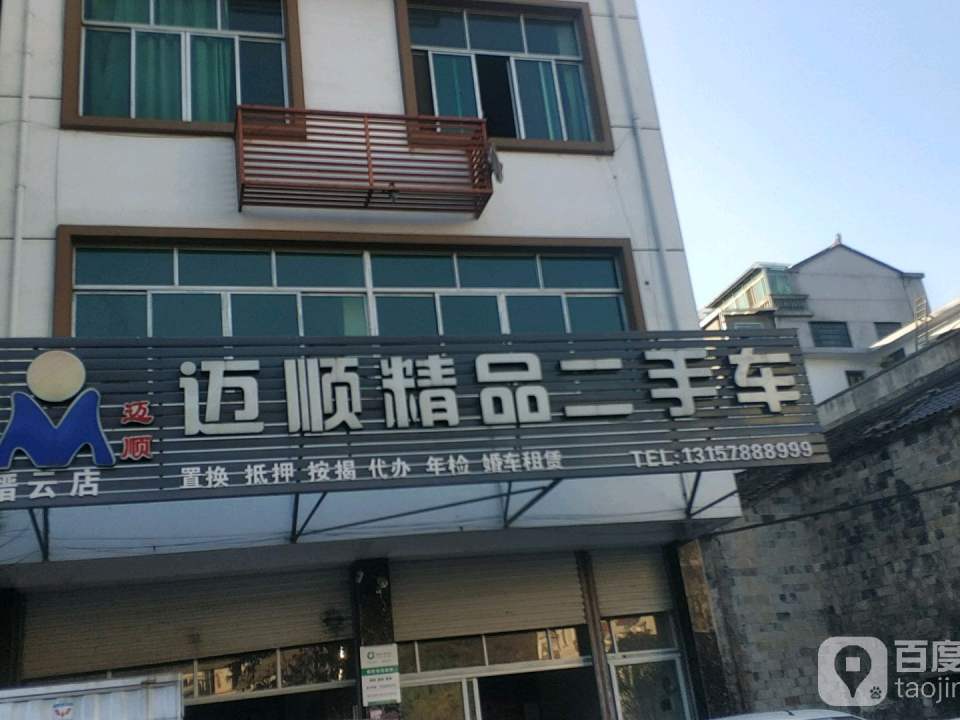 迈顺精品二手车
迈顺
缙云店
置换 抵押 按揭 代办 年检 婚车租赁
TEL:13157888999
百度
taojin